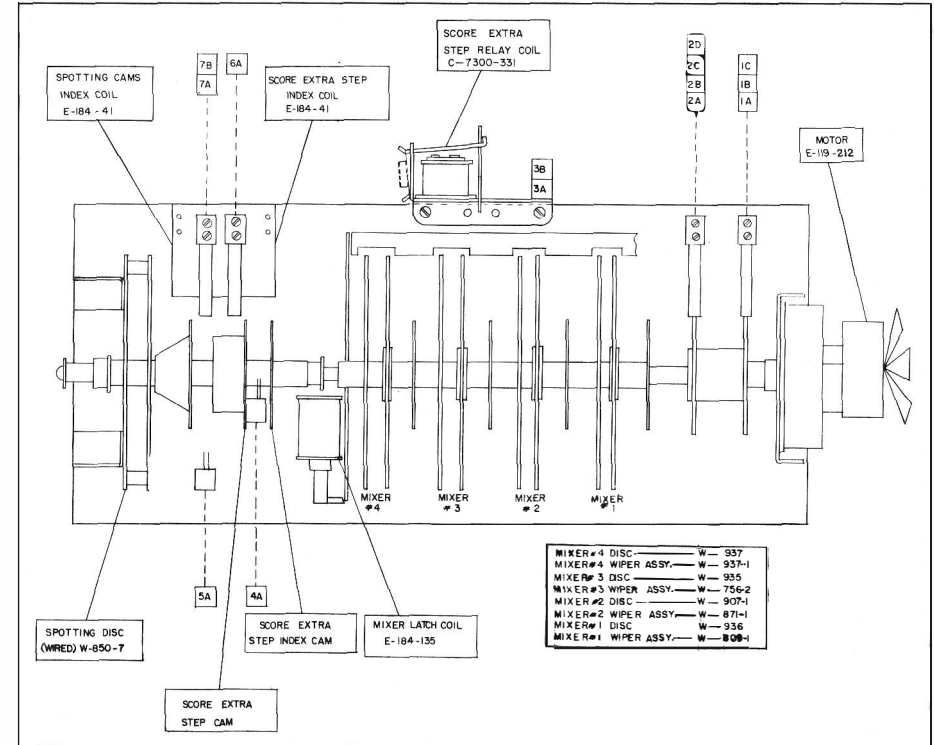 SCORE EXTRA
STEP RELAY COIL
C-7300-331
SPOTTING CAMS
INDEX COIL
E-184-41
7B
7A
6A
SCORE EXTRA STEP
INDEX COIL
E-184-41
2D
2C
2B
2A
1C
1B
1A
MOTOR
E-119-212
3B
3A
MIXER
#4
MIXER
#3
MIXER
#2
MIXER
#1
MIXER#4 DISC W-937
MIXER#4 WIPER ASSY. W-937-1
MIXER#3 DISC W-935
MIXER#3 WIPER ASSY. W-756-2
MIXER#2 DISC W-907-1
MIXER#2 WIPER ASSY. W-871-1
MIXER#1 DISC W-936
MIXER#1 WIPER ASSY. W-
5A
4A
SPOTTING DISC
(WIRED) W-850-7
SCORE EXTRA
STEP INDEX CAM
MIXER LATCH COIL
E-184-135
SCORE EXTRA
STEP CAM